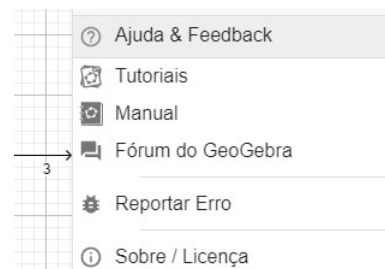 Ajuda & Feedback
Tutoriais
Manual
Fórum do GeoGebra
3
Reportar Erro
Sobre / Licença